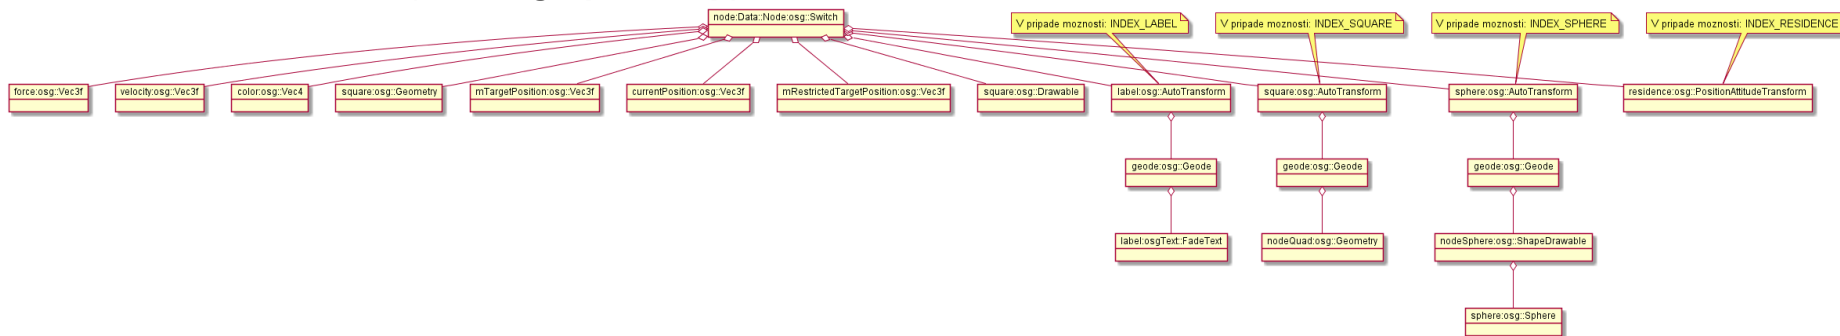 node:Data::Node:osg::Switch
V pripade moznosti: INDEX_LABEL
V pripade moznosti: INDEX_SQUARE
V pripade moznosti: INDEX_SPHERE
V pripade moznosti: INDEX_RESIDENCE
force:osg::Vec3f
velocity:osg::Vec3f
color:osg::Vec4
square:osg::Geometry
mTargetPosition:osg::Vec3f
currentPosition:osg::Vec3f
mRestrictedTargetPosition:osg::Vec3f
square:osg::Drawable
label:osg::AutoTransform
square:osg::AutoTransform
sphere:osg::AutoTransform
residence:osg::PositionAttitudeTransform
geode:osg::Geode
geode:osg::Geode
geode:osg::Geode
label:osgText::FadeText
nodeQuad:osg::Geometry
nodeSphere:osg::ShapeDrawable
sphere:osg::Sphere